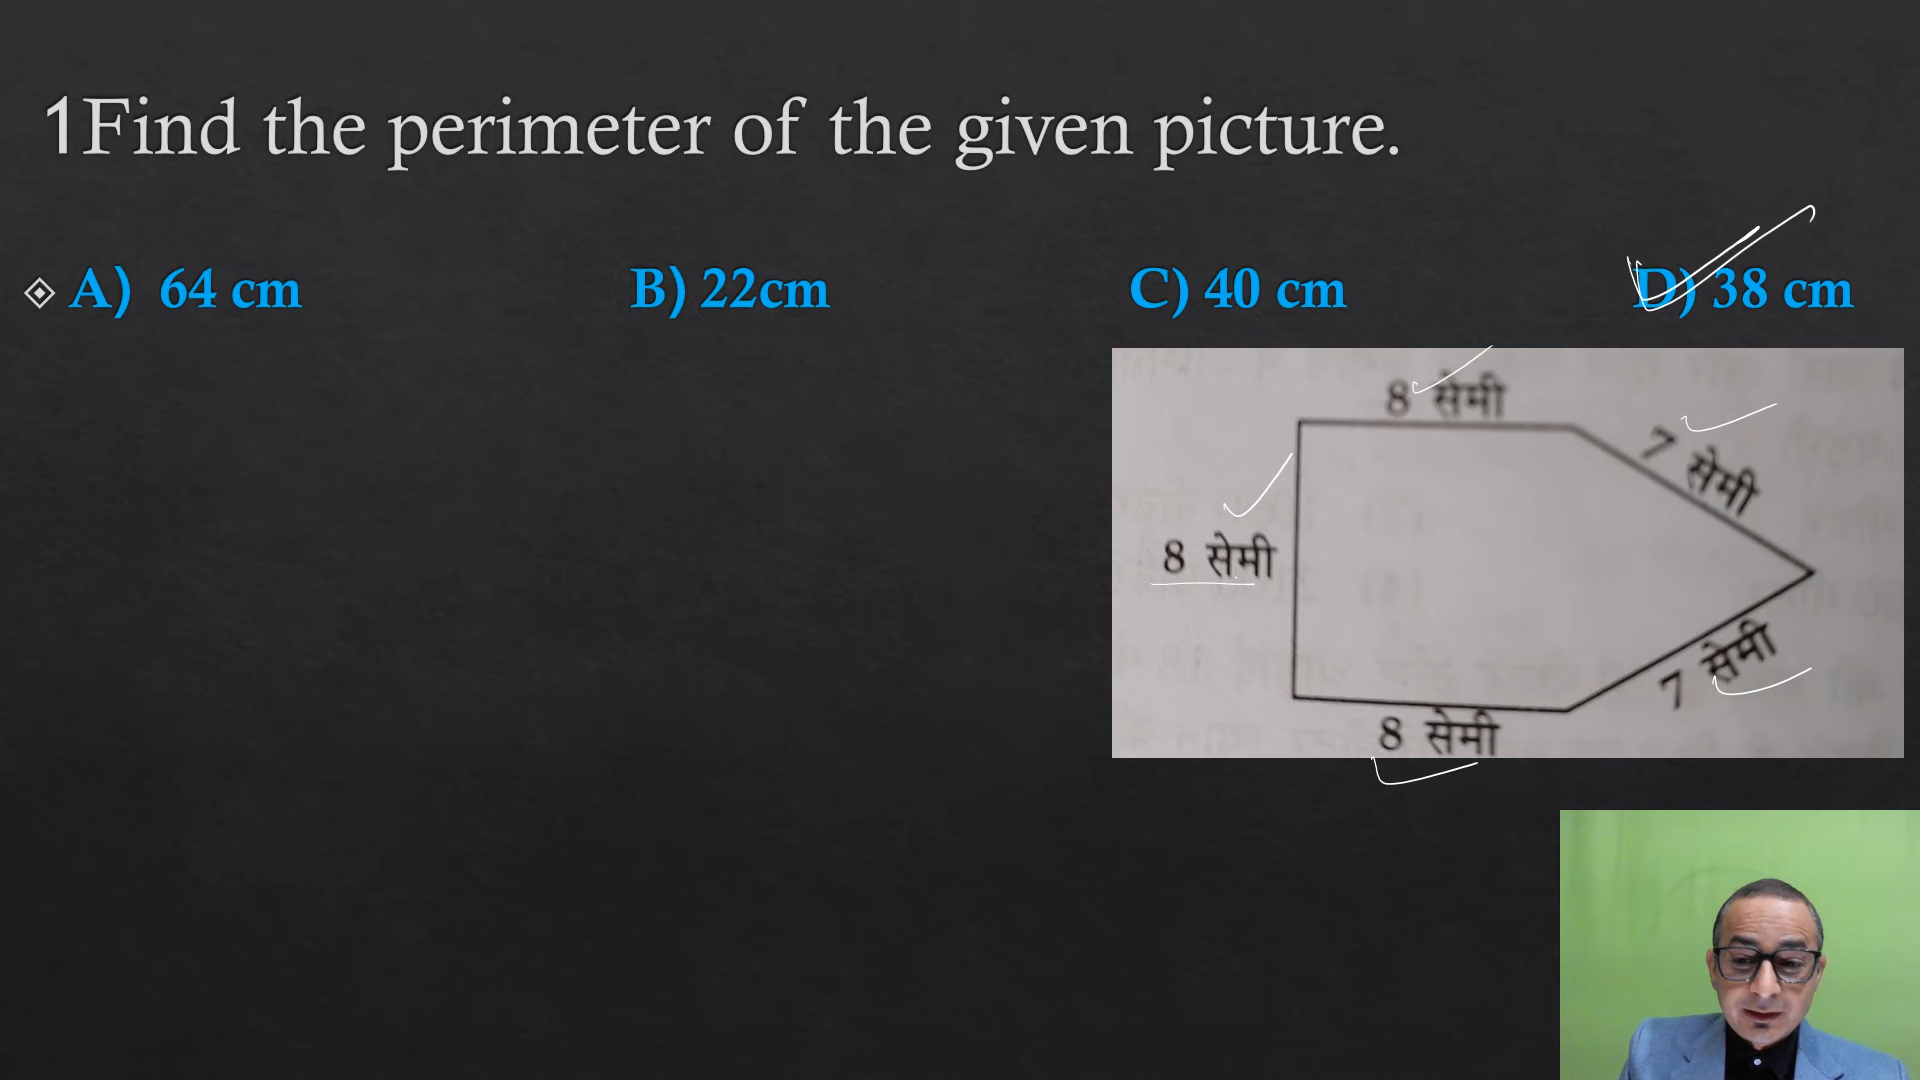 1Find the perimeter of the given picture.
A) 64 cm B) 22cm C) 40 cm D) 38 cm
8 सेमी
7 सेमी
8 सेमी
7 सेमी
8 सेमी